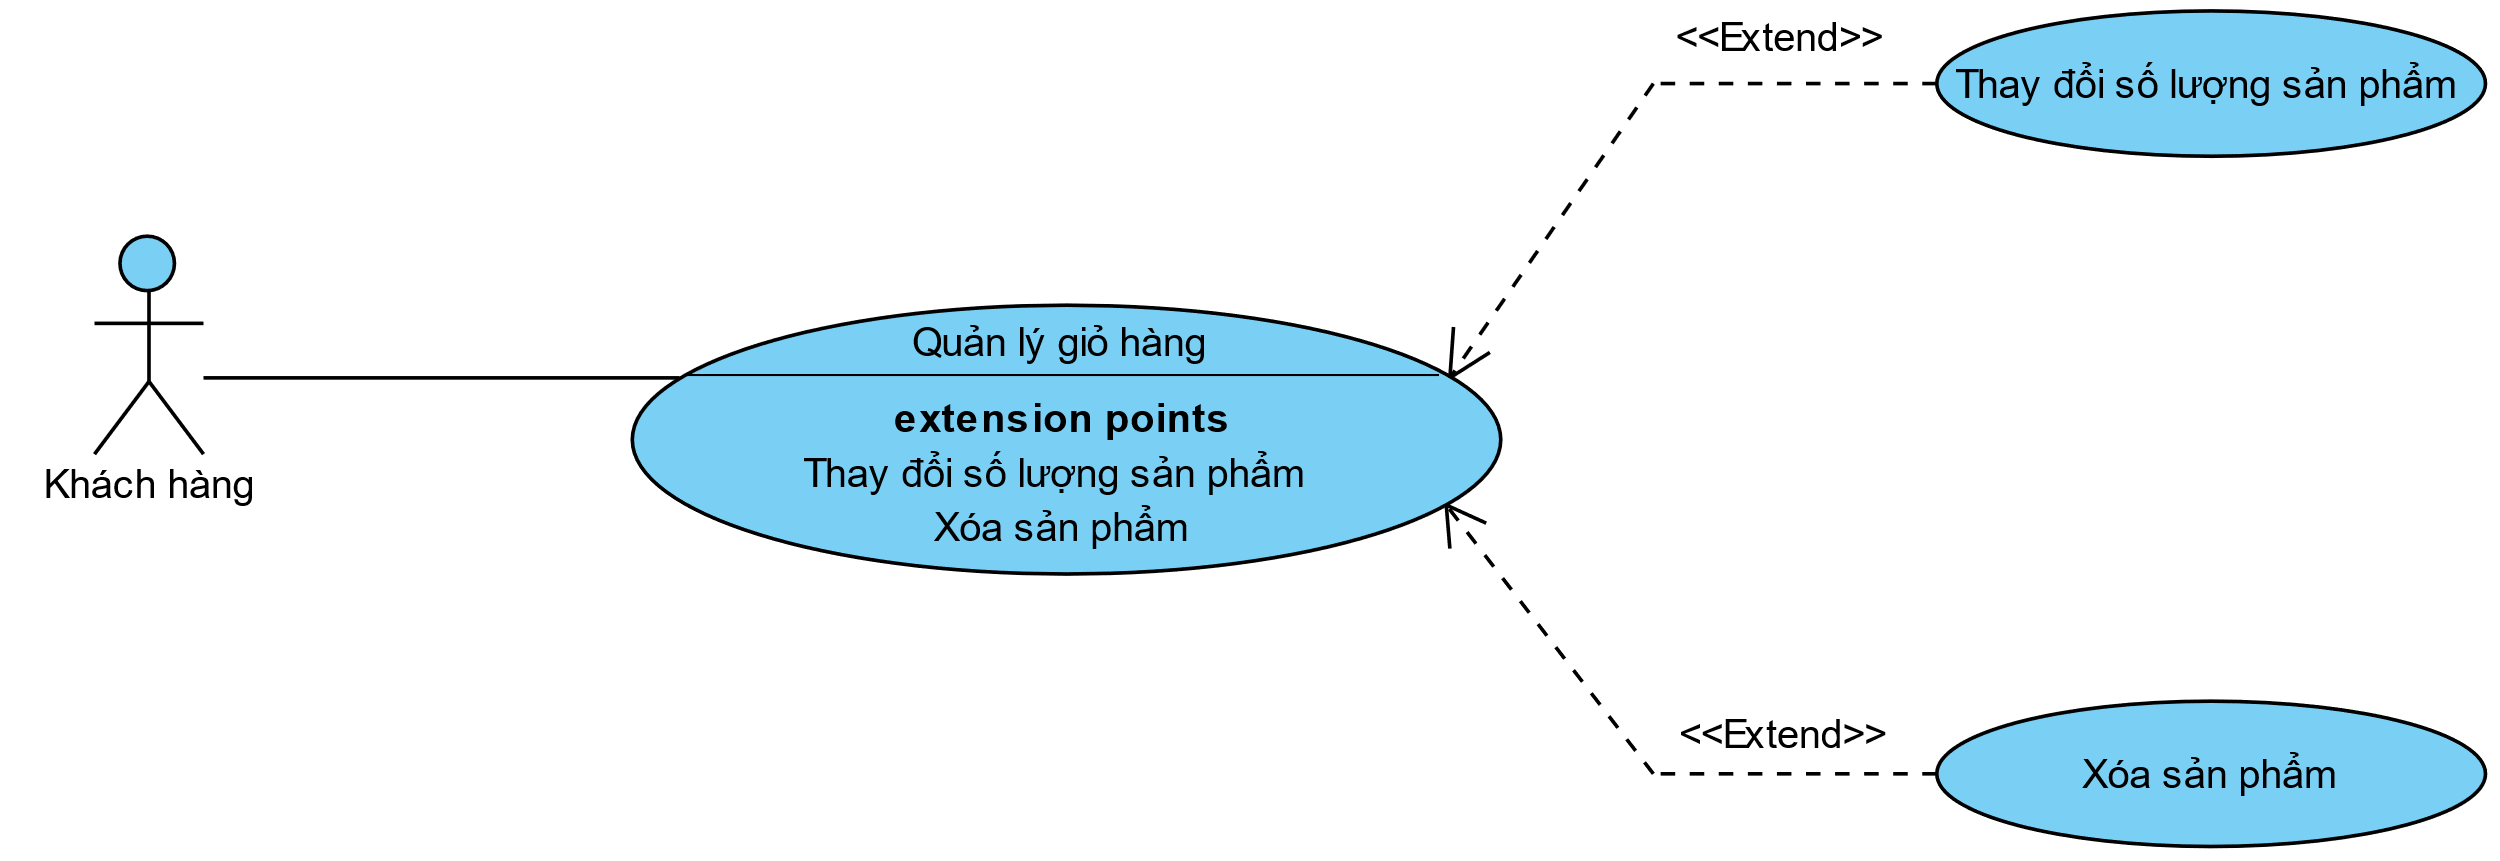 <<Extend>>
Thay đổi số lượng sản phẩm
Quản lý giỏ hàng
extension points
Thay đổi số lượng sản phẩm
Xóa sản phẩm
Khách hàng
<<Extend>>
Xóa sản phẩm